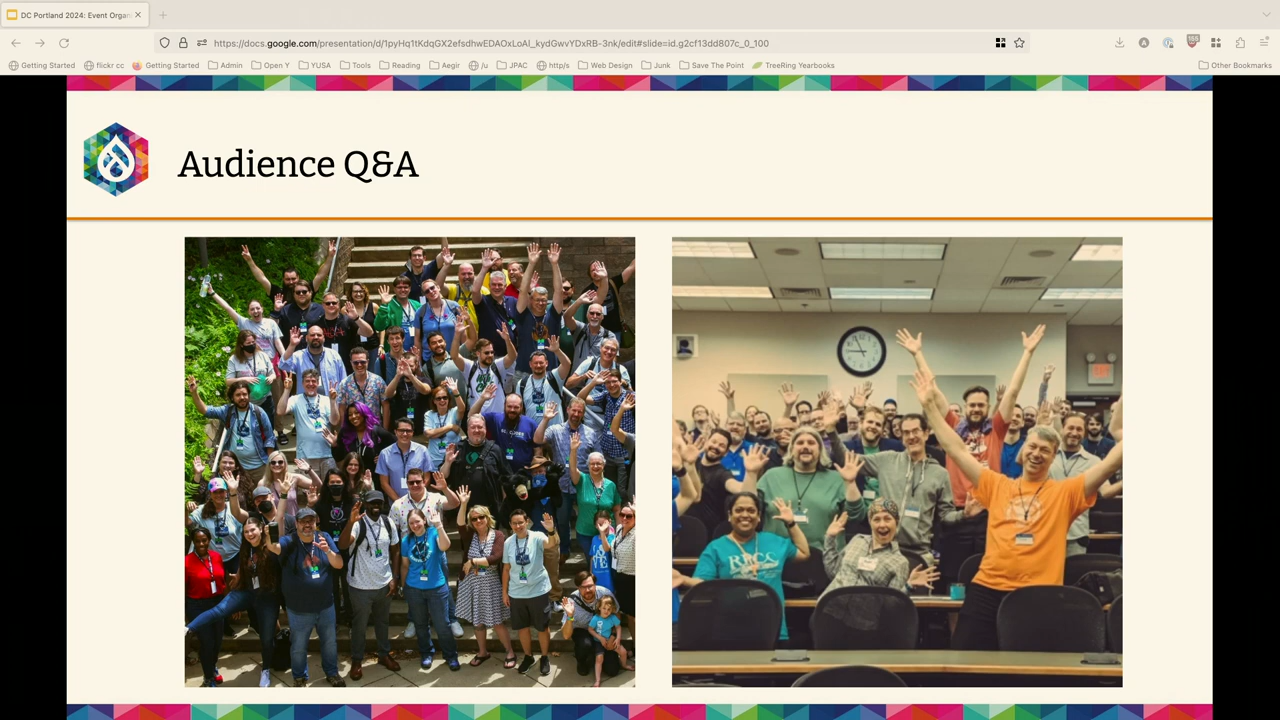 DC Portland 2024: Event Organ
https://docs.google.com/presentation/d/1pyHq1tKdqGX2efsdhwEDAOxLoAI_kydGwvYDxRB-3nk/edit#slide=id.g2cf13dd807c_0_100
Getting Started flickr cc Getting Started Admin Open Y YUSA Tools Reading Aegir /u JPAC http/s Web Design Junk Save The Point TreeRing Yearbooks Other Bookmarks
Audience Q&A